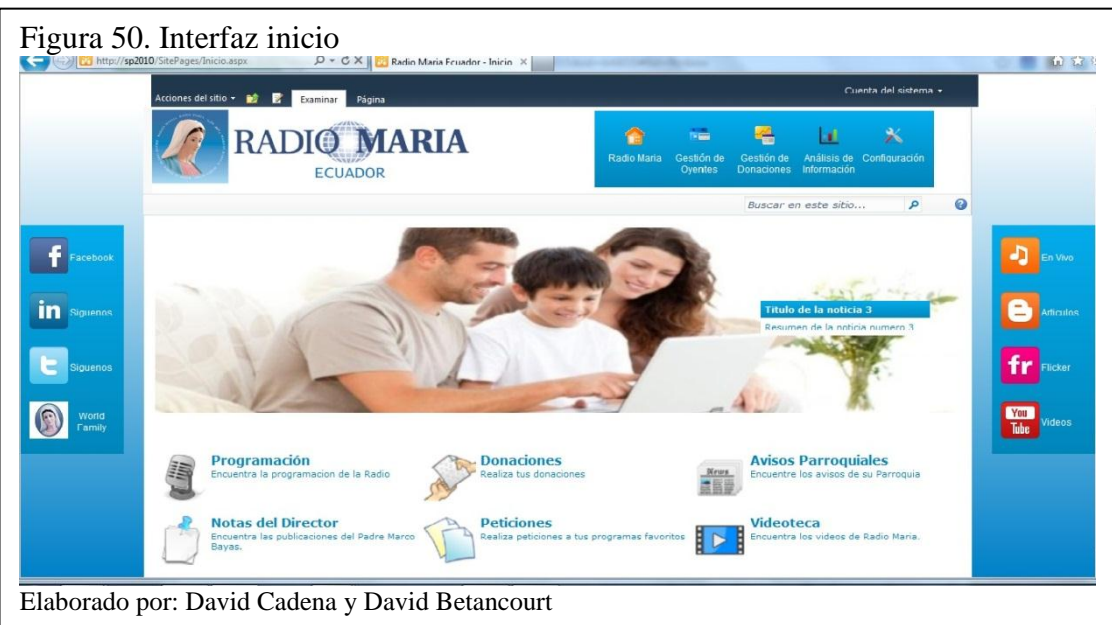 Figura 50. Interfaz inicio
http://sp2010/SitePages/Inicio.aspx
Radio Maria Ecuador - Inicio
Acciones del sitio
Examinar
Página
Cuenta del sistema
RADIO MARIA
ECUADOR
Radio Maria
Gestión de
Oyentes
Gestión de
Donaciones
Análisis de
Información
Configuración
Buscar en este sitio...
Facebook
Siguenos
Siguenos
World
Family
Titulo de la noticia 3
Resumen de la noticia numero 3
En Vivo
Articulos
Flicker
You
Tube
Videos
Programación
Encuentra la programacion de la Radio
Donaciones
Realiza tus donaciones
News
Avisos Parroquiales
Encuentre los avisos de su Parroquia
Notas del Director
Encuentra las publicaciones del Padre Marco
Bayas.
Peticiones
Realiza peticiones a tus programas favoritos
Videoteca
Encuentra los videos de Radio Maria.
Elaborado por: David Cadena y David Betancourt